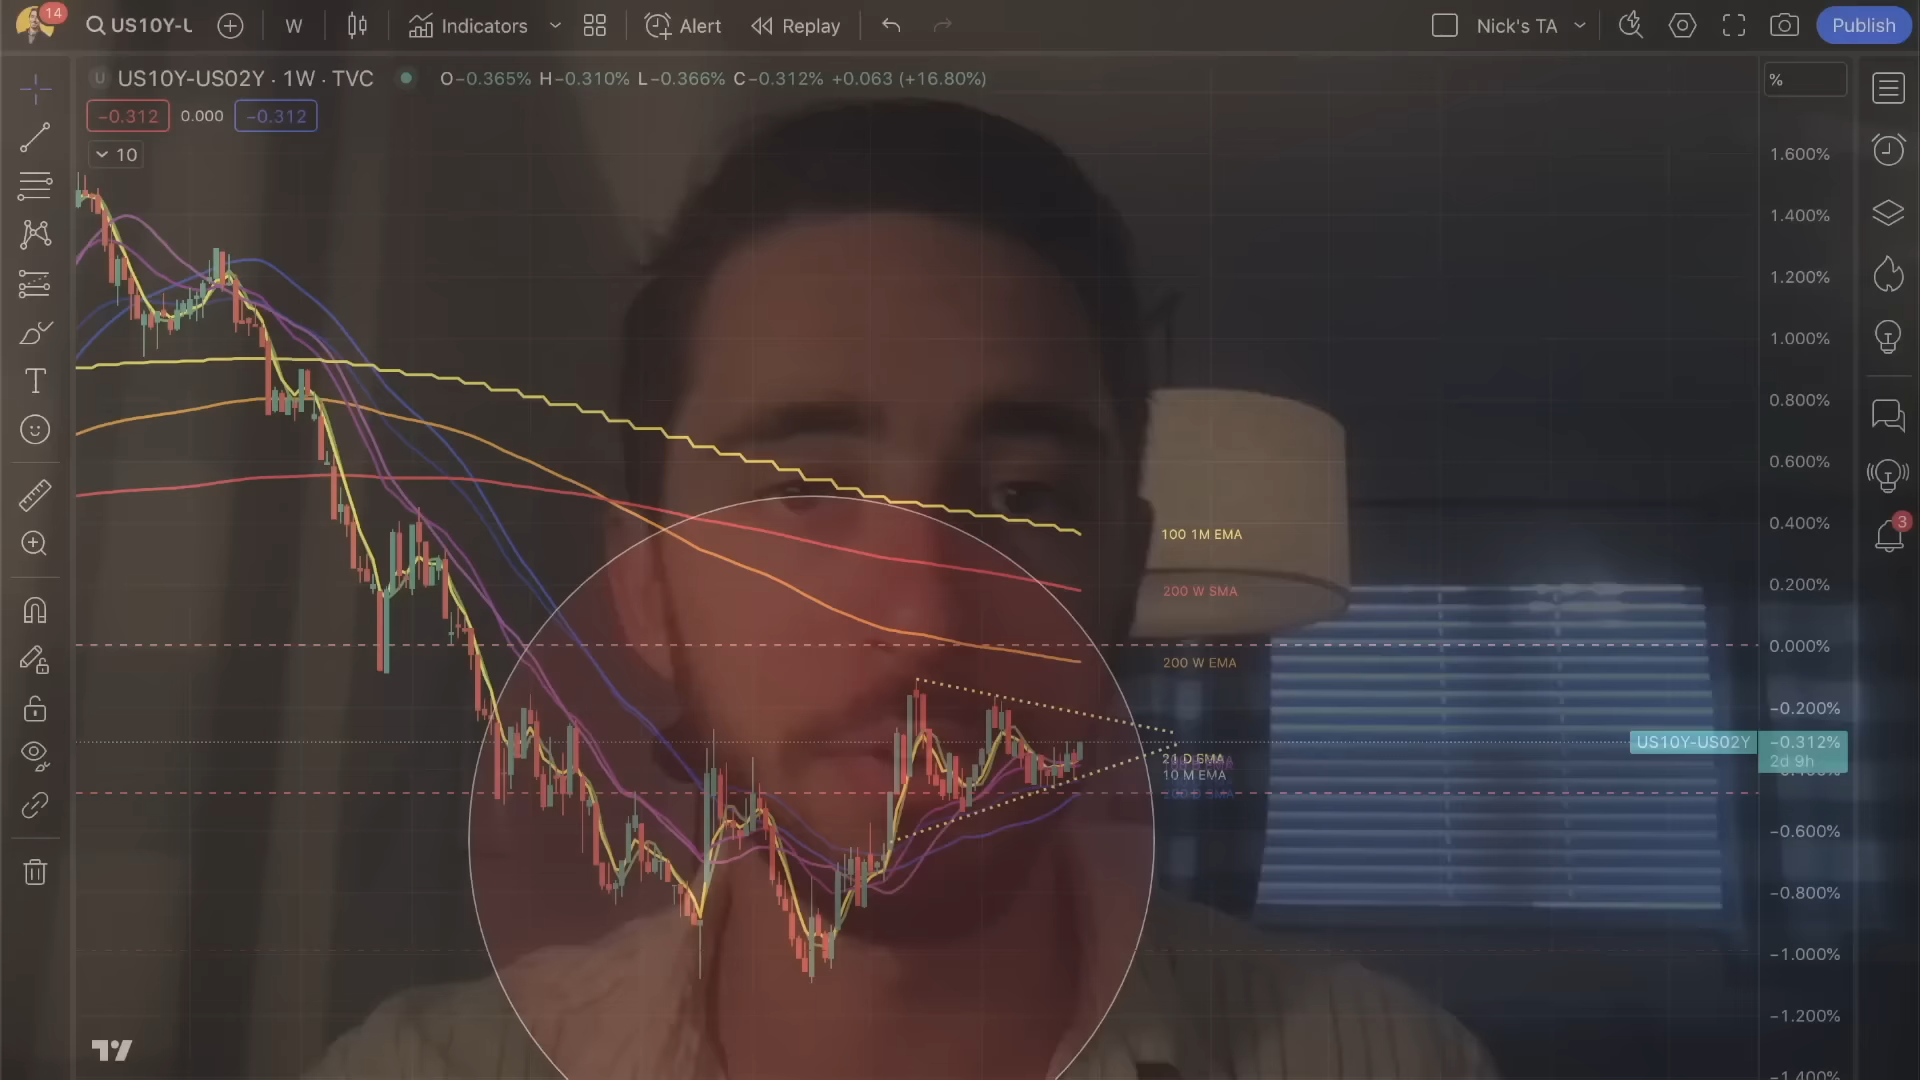 14
US10Y-U
W
Indicators
Alert
Replay
Nick's TA
Publish
US10Y-US02Y · 1W · TVC
O−0.365% H−0.310% L−0.366% C−0.312% +0.063 (+16.80%)
%
−0.312
0.000
−0.312
10
1.600%
1.400%
1.200%
1.000%
0.800%
0.600%
0.400%
0.200%
0.000%
−0.200%
−0.312%
2d 9h
−0.600%
−0.800%
−1.000%
−1.200%
3
100 1M EMA
200 W SMA
200 W EMA
US10Y-US02Y
21 D EMA
10 M EMA